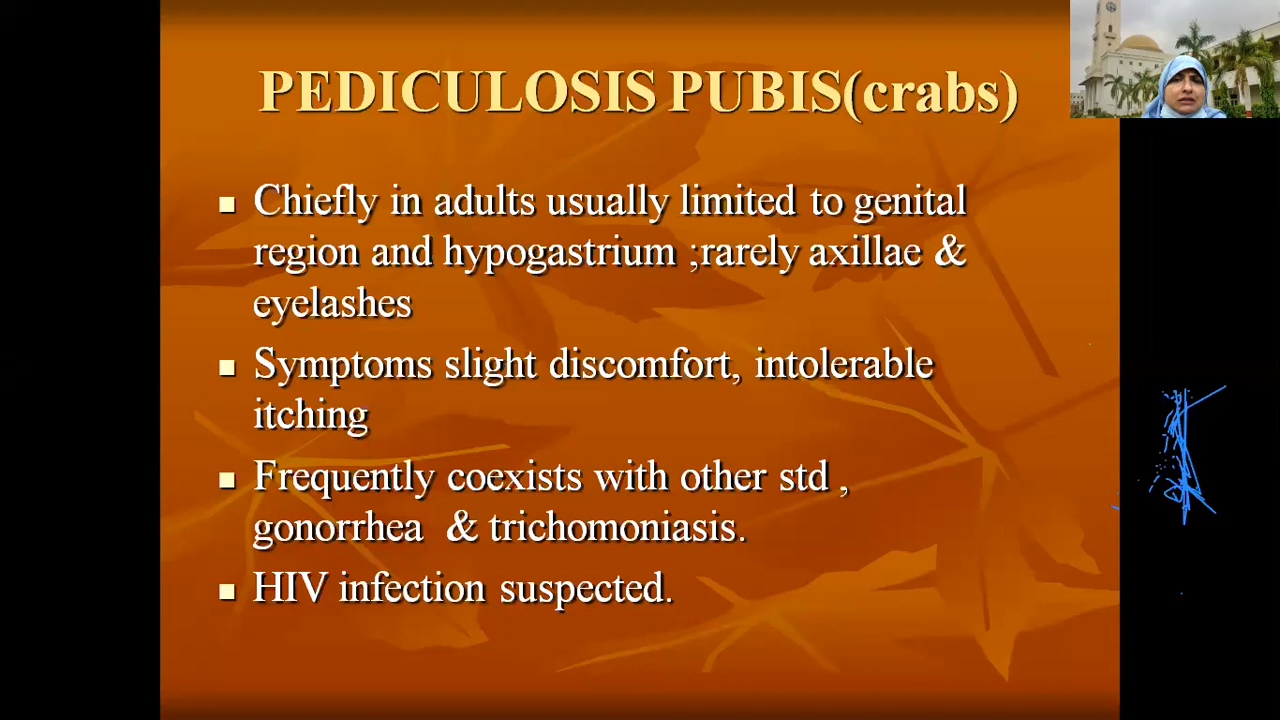 PEDICULOSIS PUBIS(crabs)
Chiefly in adults usually limited to genital
region and hypogastrium ;rarely axillae &
eyelashes
Symptoms slight discomfort, intolerable
itching
Frequently coexists with other std ,
gonorrhea & trichomoniasis.
HIV infection suspected.